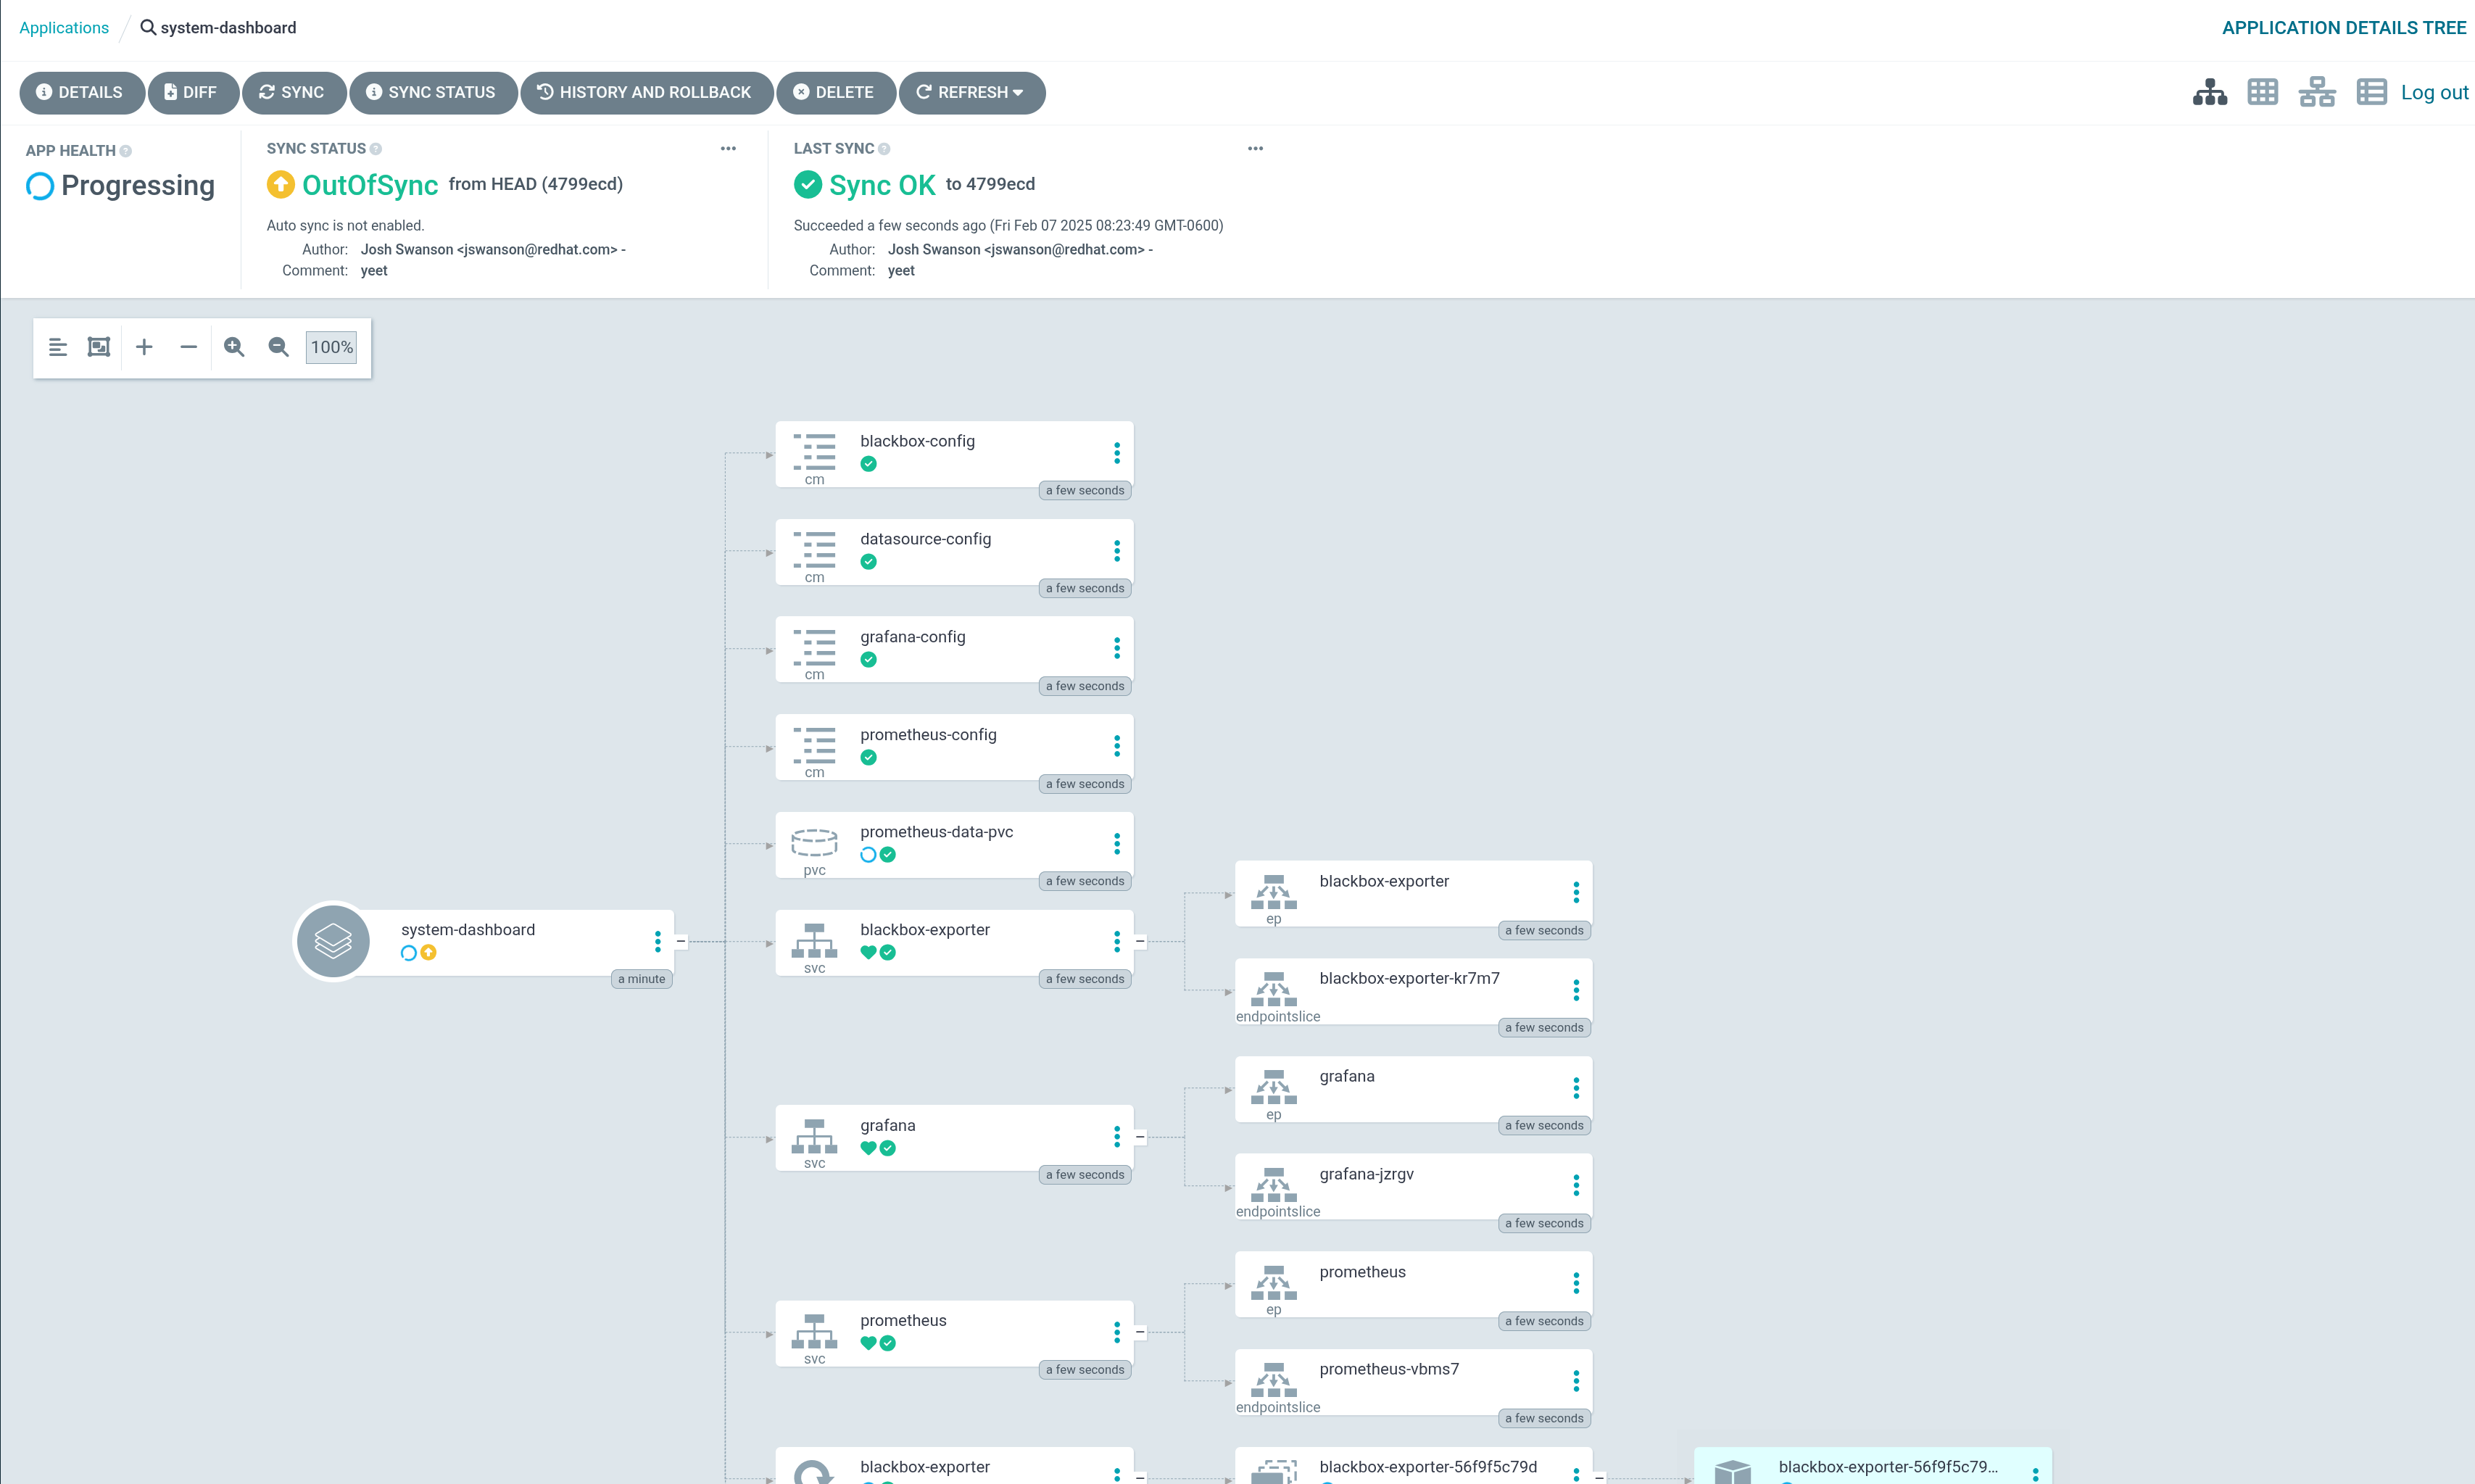 Applications
system-dashboard
APPLICATION DETAILS TREE
DETAILS
DIFF
SYNC
SYNC STATUS
HISTORY AND ROLLBACK
DELETE
REFRESH
Log out
APP HEALTH
Progressing
SYNC STATUS
OutOfSync from HEAD (4799ecd)
Auto sync is not enabled.
Author: Josh Swanson <jswanson@redhat.com> -
Comment: yeet
LAST SYNC
Sync OK to 4799ecd
Succeeded a few seconds ago (Fri Feb 07 2025 08:23:49 GMT-0600)
Author: Josh Swanson <jswanson@redhat.com> -
Comment: yeet
100%
blackbox-config
cm
a few seconds
datasource-config
cm
a few seconds
grafana-config
cm
a few seconds
prometheus-config
cm
a few seconds
prometheus-data-pvc
pvc
a few seconds
system-dashboard
a minute
blackbox-exporter
svc
a few seconds
blackbox-exporter
ep
a few seconds
blackbox-exporter-kr7m7
endpointslice
a few seconds
grafana
svc
a few seconds
grafana
ep
a few seconds
grafana-jzrgv
endpointslice
a few seconds
prometheus
svc
a few seconds
prometheus
ep
a few seconds
prometheus-vbms7
endpointslice
a few seconds
blackbox-exporter
blackbox-exporter-56f9f5c79d
blackbox-exporter-56f9f5c79...